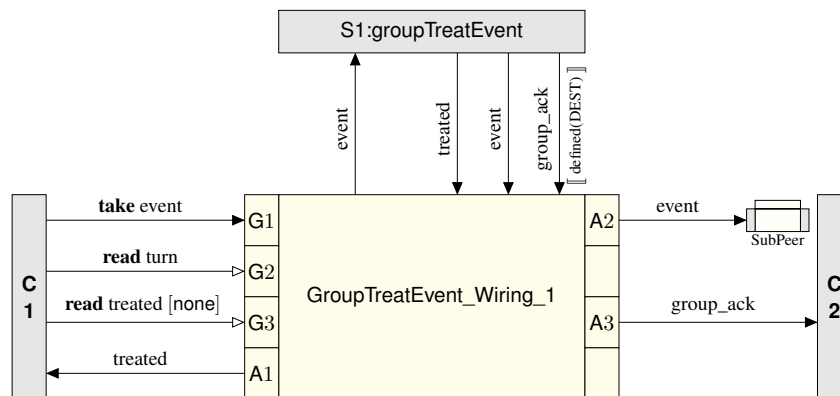 S1:groupTreatEvent
event
treated
event
group_ack
⟦ defined(DEST) ⟧
take event
G1
A2
event
SubPeer
read turn
G2
C
1
read treated [none]
G3
GroupTreatEvent_Wiring_1
A3
group_ack
C
2
treated
A1